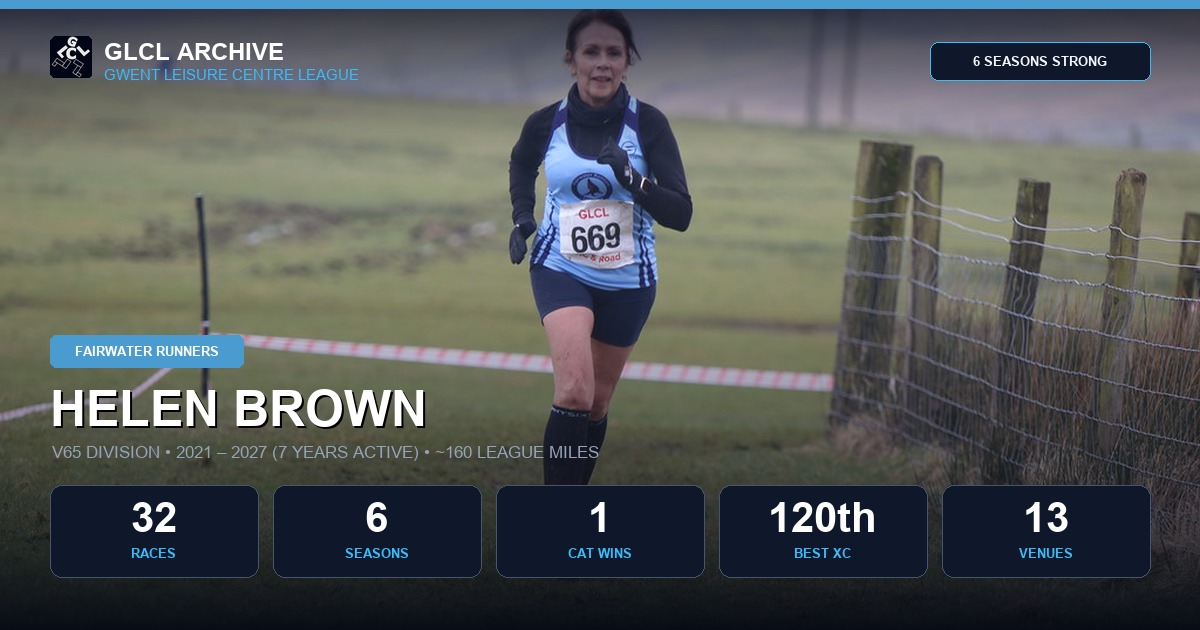 GLCL ARCHIVE
GWENT LEISURE CENTRE LEAGUE
6 SEASONS STRONG
GLCL
669
& Road
FAIRWATER RUNNERS
HELEN BROWN
V65 DIVISION • 2021 – 2027 (7 YEARS ACTIVE) • ~160 LEAGUE MILES
32
RACES
6
SEASONS
1
CAT WINS
120th
BEST XC
13
VENUES